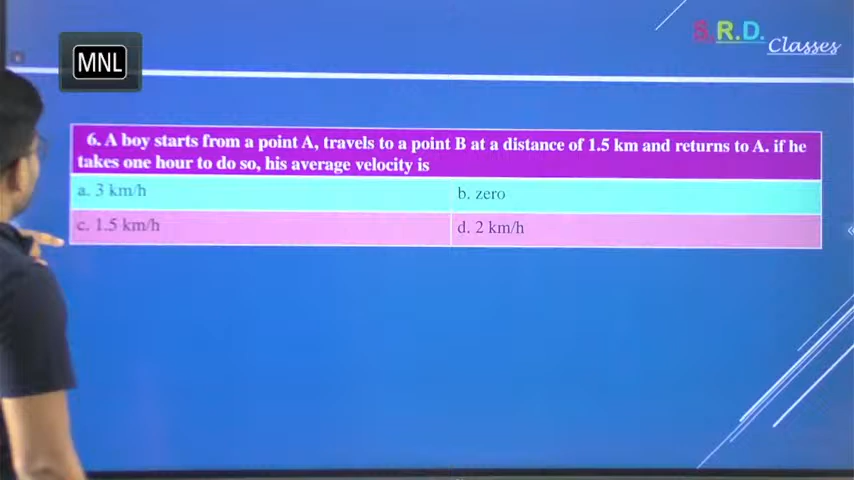 MNL
S.R.D.
Classes
6. A boy starts from a point A, travels to a point B at a distance of 1.5 km and returns to A. if he
takes one hour to do so, his average velocity is
a. 3 km/h
b. zero
c. 1.5 km/h
d. 2 km/h